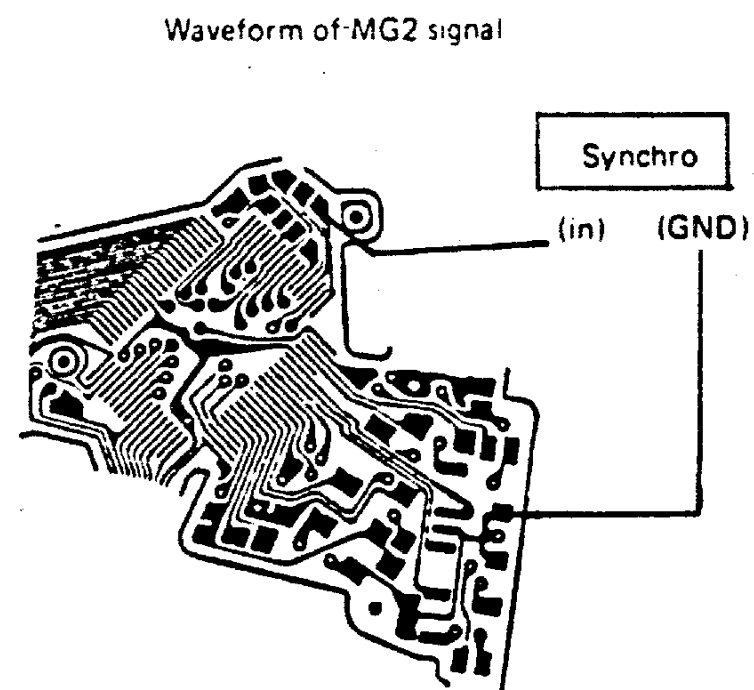 Waveform of MG2 signal
Synchro
(in) (GND)